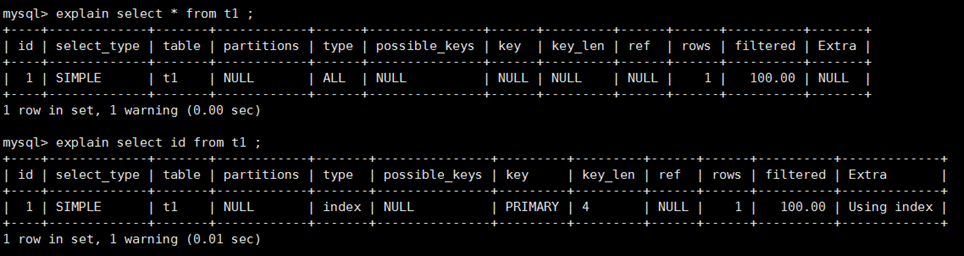 mysql> explain select * from t1 ;
+----+-------------+-------+------------+------+---------------+------+---------+------+------+----------+-------+
| id | select_type | table | partitions | type | possible_keys | key  | key_len | ref  | rows | filtered | Extra |
+----+-------------+-------+------------+------+---------------+------+---------+------+------+----------+-------+
|  1 | SIMPLE      | t1    | NULL       | ALL  | NULL          | NULL | NULL    | NULL |    1 |   100.00 | NULL  |
+----+-------------+-------+------------+------+---------------+------+---------+------+------+----------+-------+
1 row in set, 1 warning (0.00 sec)
mysql> explain select id from t1 ;
+----+-------------+-------+------------+-------+---------------+---------+---------+------+------+----------+-------------+
| id | select_type | table | partitions | type  | possible_keys | key     | key_len | ref  | rows | filtered | Extra       |
+----+-------------+-------+------------+-------+---------------+---------+---------+------+------+----------+-------------+
|  1 | SIMPLE      | t1    | NULL       | index | NULL          | PRIMARY | 4       | NULL |    1 |   100.00 | Using index |
+----+-------------+-------+------------+-------+---------------+---------+---------+------+------+----------+-------------+
1 row in set, 1 warning (0.01 sec)